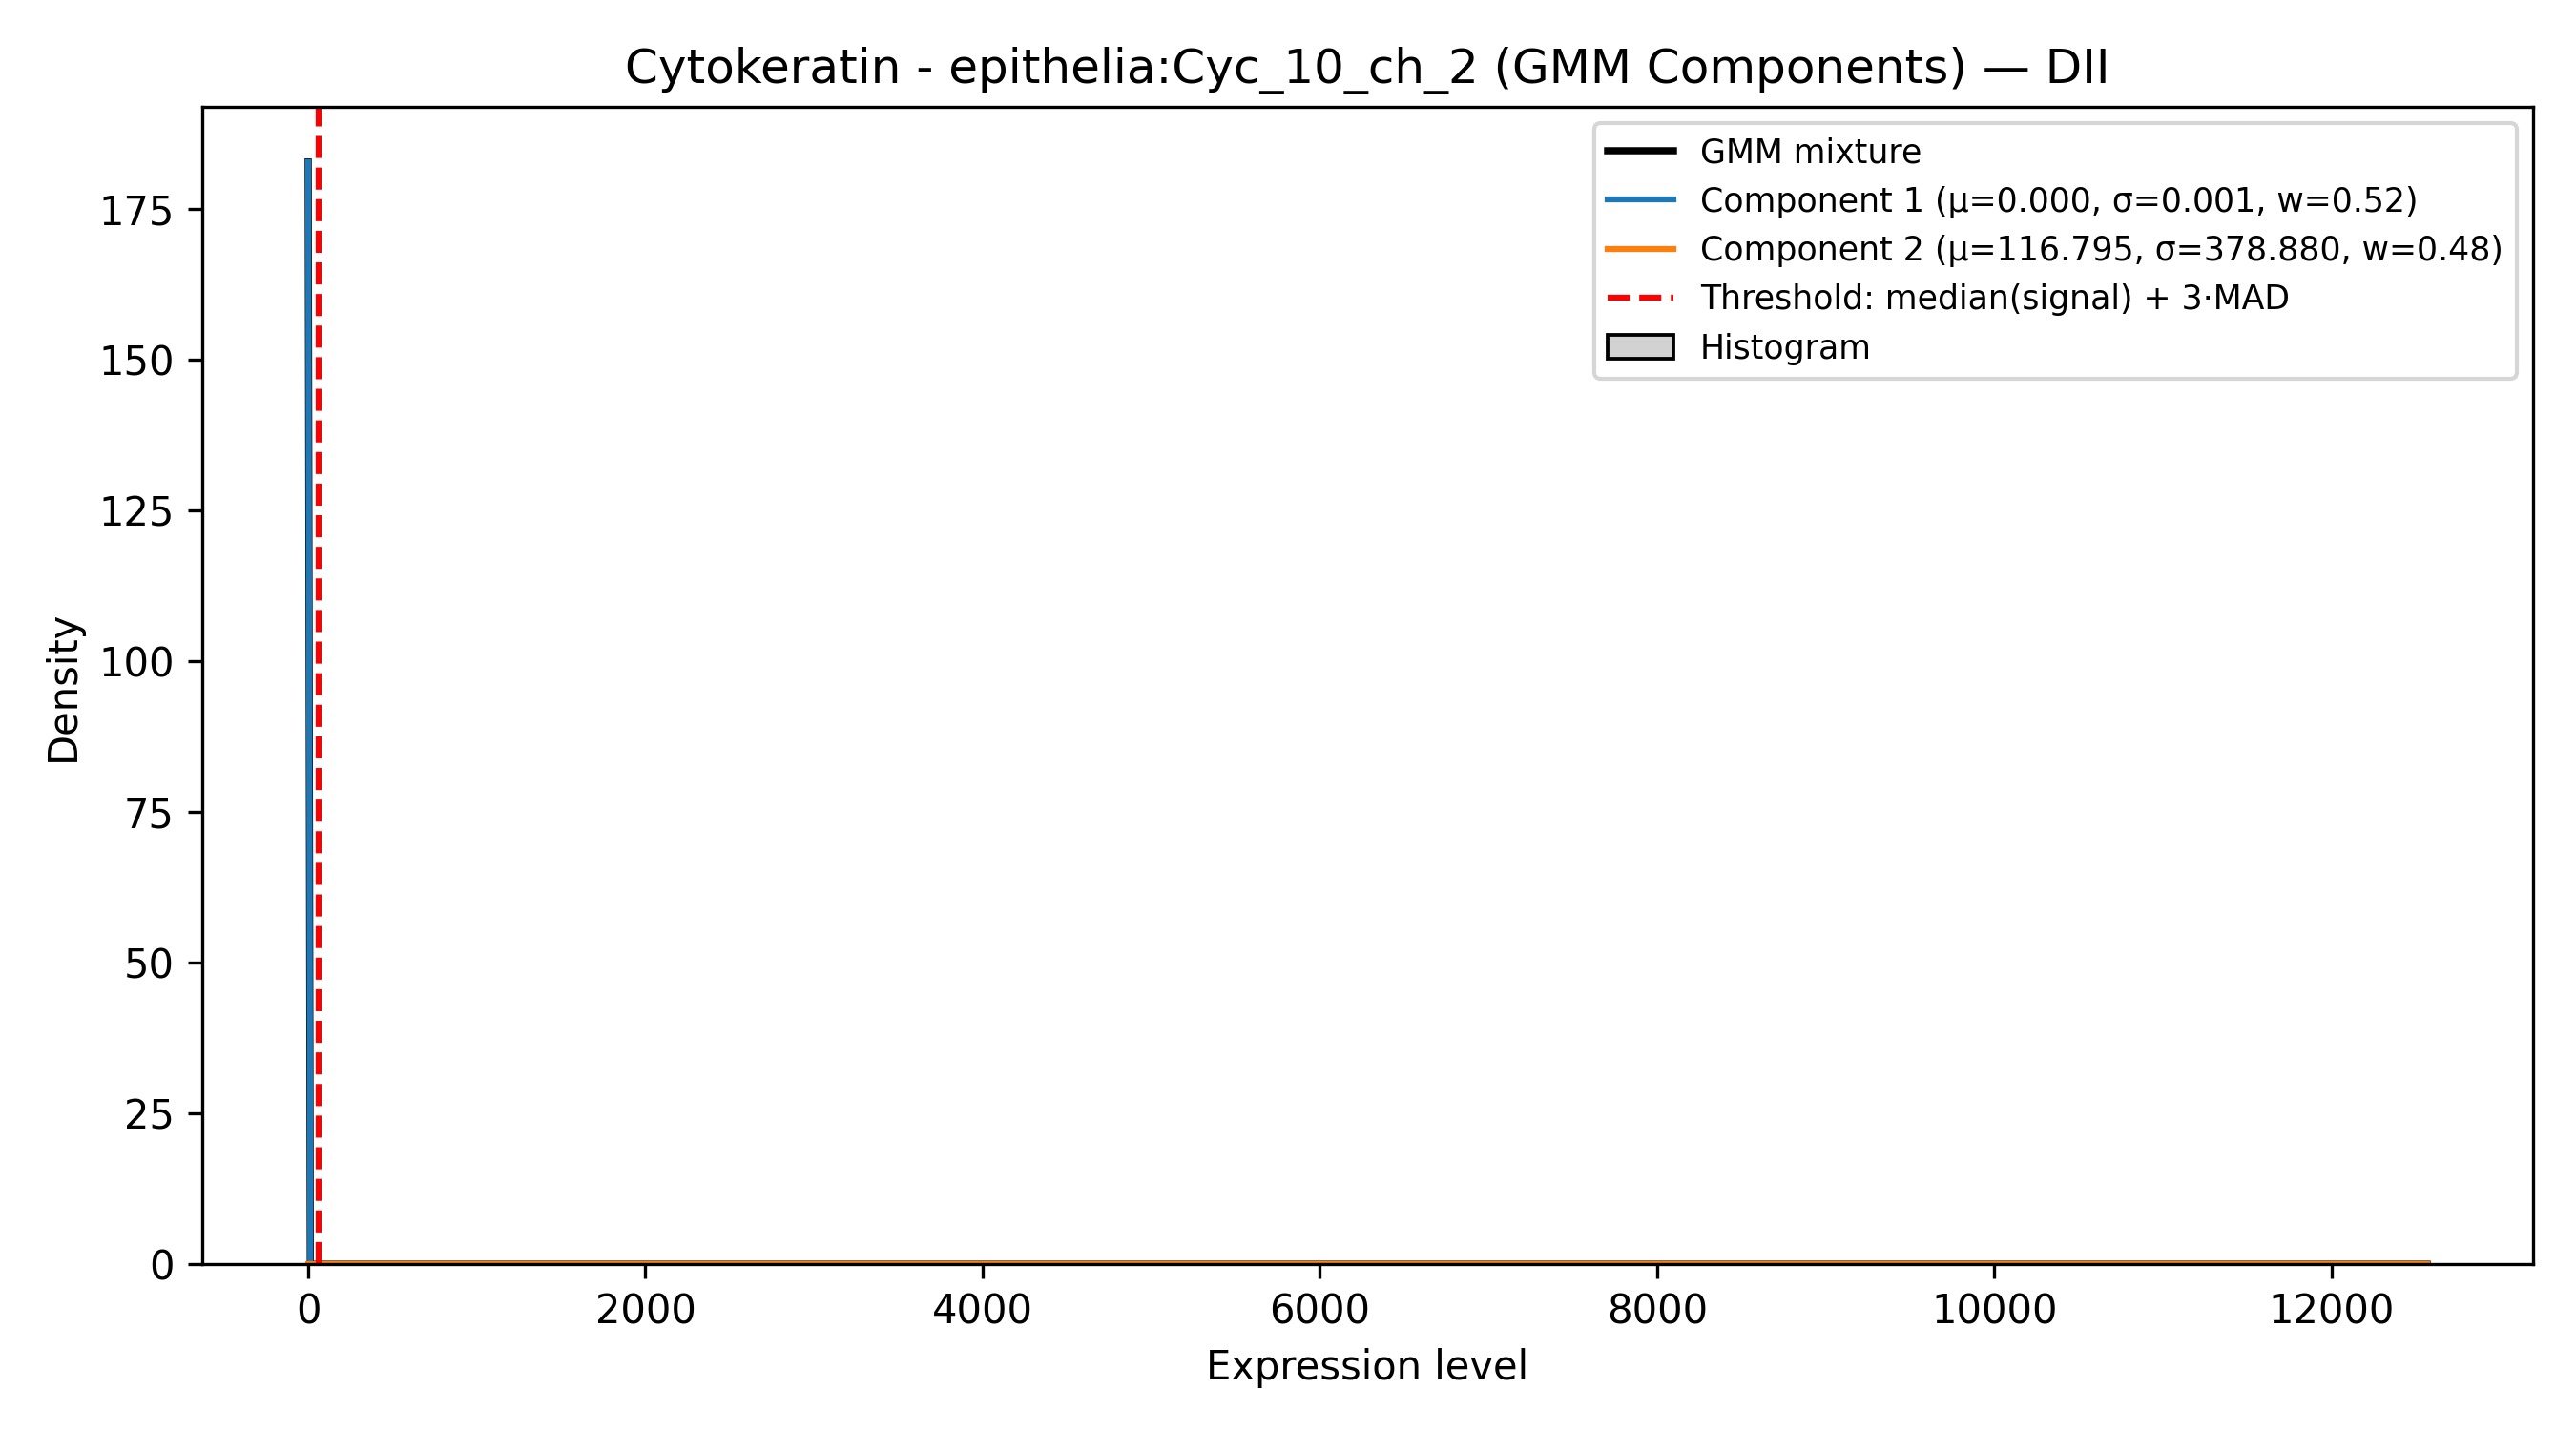 Cytokeratin - epithelia:Cyc_10_ch_2 (GMM Components) — DII
GMM mixture
Component 1 (μ=0.000, σ=0.001, w=0.52)
Component 2 (μ=116.795, σ=378.880, w=0.48)
Threshold: median(signal) + 3·MAD
Histogram
Density
175
150
125
100
75
50
25
0
0 2000 4000 6000 8000 10000 12000
Expression level